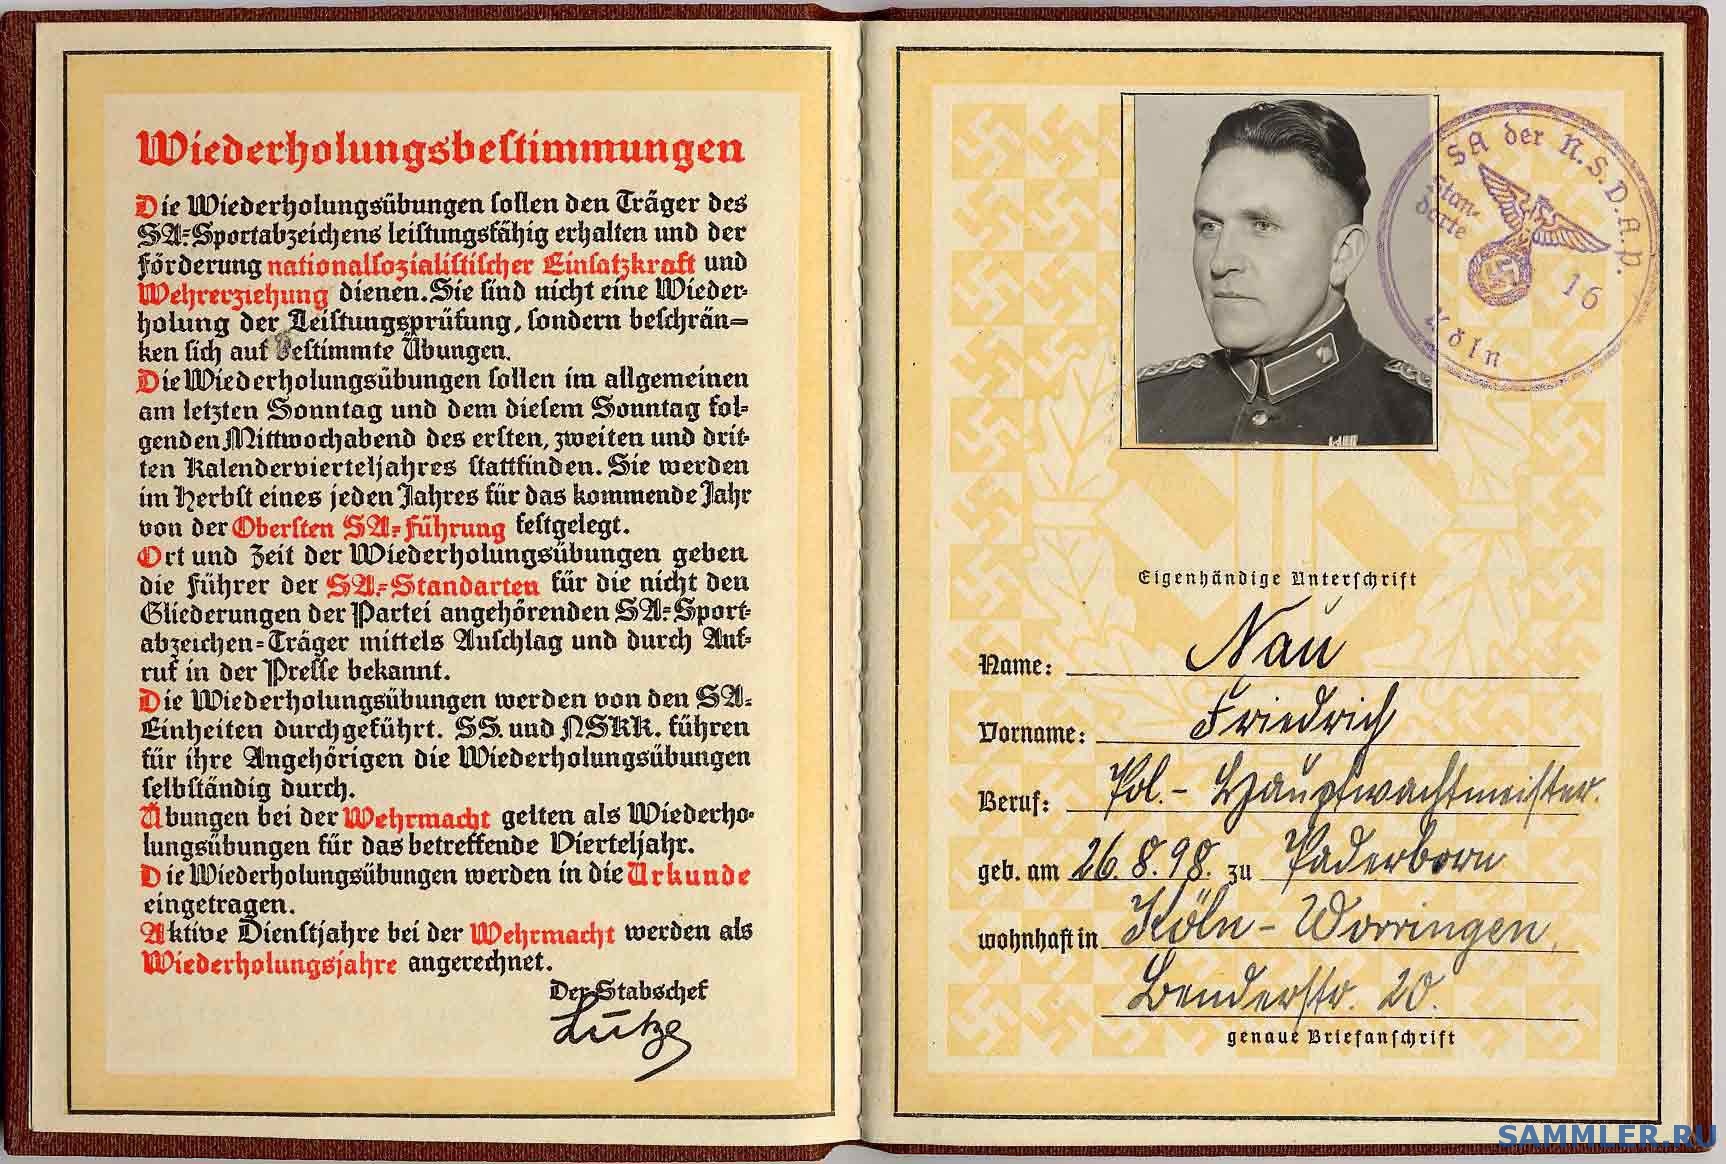 Wiederholungsbestimmungen
Die Wiederholungsübungen sollen den Träger des
SA=Sportabzeichens leistungsfähig erhalten und der
Förderung nationalsozialistischer Einsatzkraft und
Wehrerziehung dienen. Sie sind nicht eine Wieder=
holung der Leistungsprüfung, sondern beschrän=
ken sich auf bestimmte Übungen.
Die Wiederholungsübungen sollen im allgemeinen
am letzten Sonntag und dem diesem Sonntag fol=
genden Mittwochabend des ersten, zweiten und drit=
ten Kalendervierteljahres stattfinden. Sie werden
im Herbst eines jeden Jahres für das kommende Jahr
von der Obersten SA=Führung festgelegt.
Ort und Zeit der Wiederholungsübungen geben
die Führer der SA=Standarten für die nicht den
Gliederungen der Partei angehörenden SA=Sport=
abzeichen=Träger mittels Anschlag und durch Auf=
ruf in der Presse bekannt.
Die Wiederholungsübungen werden von den SA=
Einheiten durchgeführt. SS. und NSKK. führen
für ihre Angehörigen die Wiederholungsübungen
selbständig durch.
Übungen bei der Wehrmacht gelten als Wiederho=
lungsübungen für das betreffende Vierteljahr.
Die Wiederholungsübungen werden in die Urkunde
eingetragen.
Aktive Dienstjahre bei der Wehrmacht werden als
Wiederholungsjahre angerechnet.
Der Stabschef
Lutze
SA der N.S.D.A.P.
Stan-
darte
16
Köln
Eigenhändige Unterschrift
Name: Nau
Vorname: Friedrich
Beruf: Pol.- Hauptwachtmeister.
geb. am 26.8.98. zu Paderborn
wohnhaft in Köln - Worringen,
Benderstr. 20.
genaue Briefanschrift
SAMMLER.RU